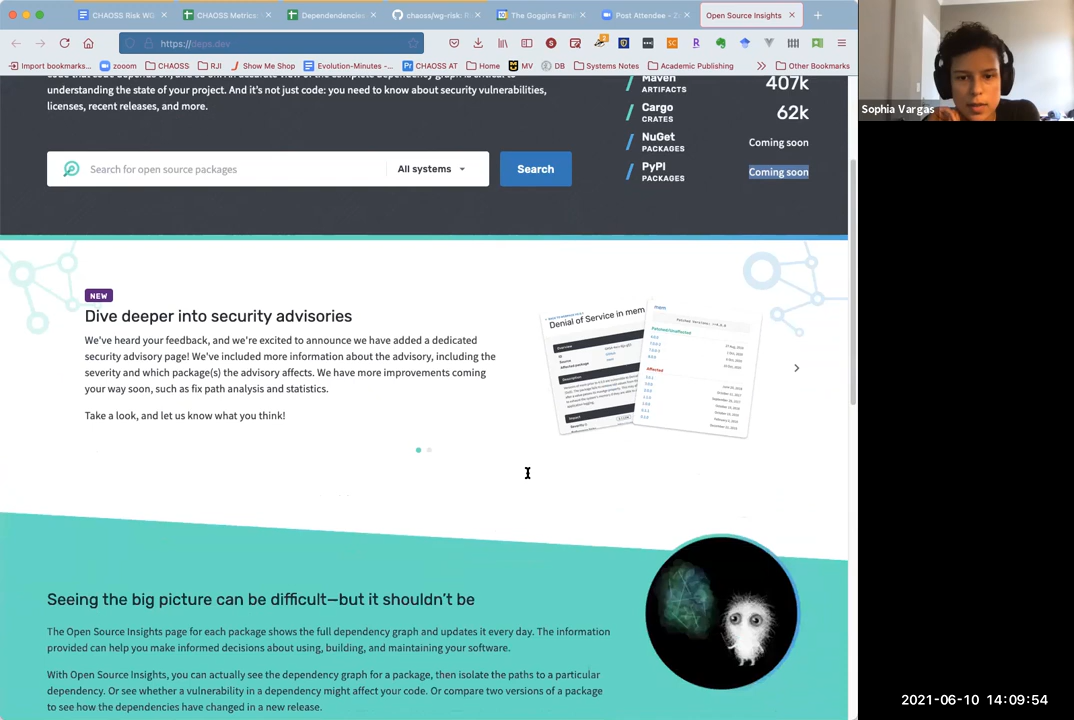 CHAOSS Risk WG
CHAOSS Metrics
Dependendencies
chaoss/wg-risk: R
The Goggins Fam
Post Attendee - Z
Open Source Insights
https://deps.dev
Import bookmarks...
zooom
CHAOSS
RJI
Show Me Shop
Evolution-Minutes -...
CHAOSS AT
Home
MV
DB
Systems Notes
Academic Publishing
Other Bookmarks
understanding the state of your project. And it's not just code: you need to know about security vulnerabilities,
licenses, recent releases, and more.
Search for open source packages
All systems
Search
Maven
ARTIFACTS
407k
Cargo
CRATES
62k
NuGet
PACKAGES
Coming soon
PyPI
PACKAGES
Coming soon
NEW
Dive deeper into security advisories
We've heard your feedback, and we're excited to announce we have added a dedicated
security advisory page! We've included more information about the advisory, including the
severity and which package(s) the advisory affects. We have more improvements coming
your way soon, such as fix path analysis and statistics.
Take a look, and let us know what you think!
Denial of Service in mem
Seeing the big picture can be difficult—but it shouldn't be
The Open Source Insights page for each package shows the full dependency graph and updates it every day. The information
provided can help you make informed decisions about using, building, and maintaining your software.
With Open Source Insights, you can actually see the dependency graph for a package, then isolate the paths to a particular
dependency. Or see whether a vulnerability in a dependency might affect your code. Or compare two versions of a package
to see how the dependencies have changed in a new release.
Sophia Vargas
2021-06-10 14:09:54